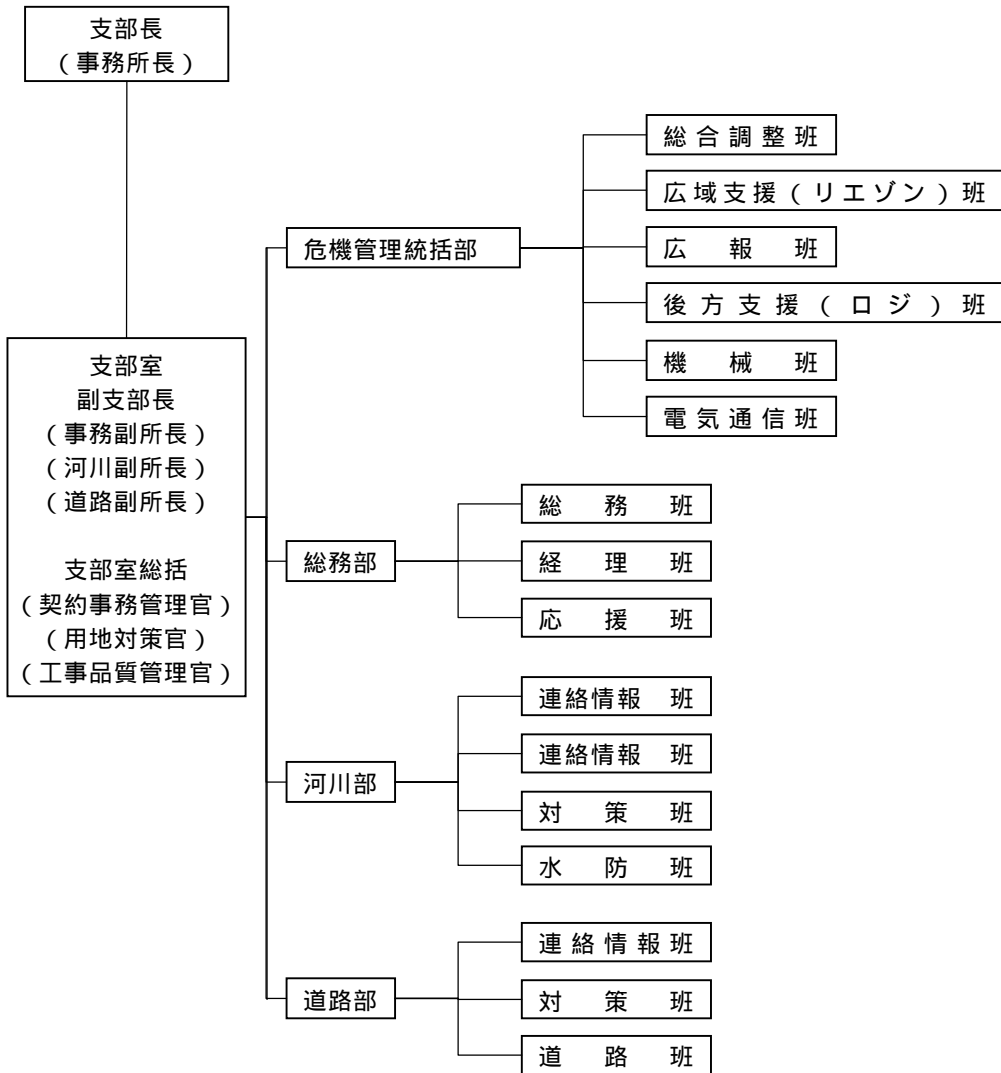 支部長
（事務所長）
総合調整班
広域支援（リエゾン）班
危機管理統括部
広報班
後方支援（ロジ）班
機械班
電気通信班
支部室
副支部長
（事務副所長）
（河川副所長）
（道路副所長）
支部室総括
（契約事務管理官）
（用地対策官）
（工事品質管理官）
総務部
総務班
経理班
応援班
河川部
連絡情報　班
連絡情報　班
対策班
水防班
道路部
連絡情報班
対策班
道路班